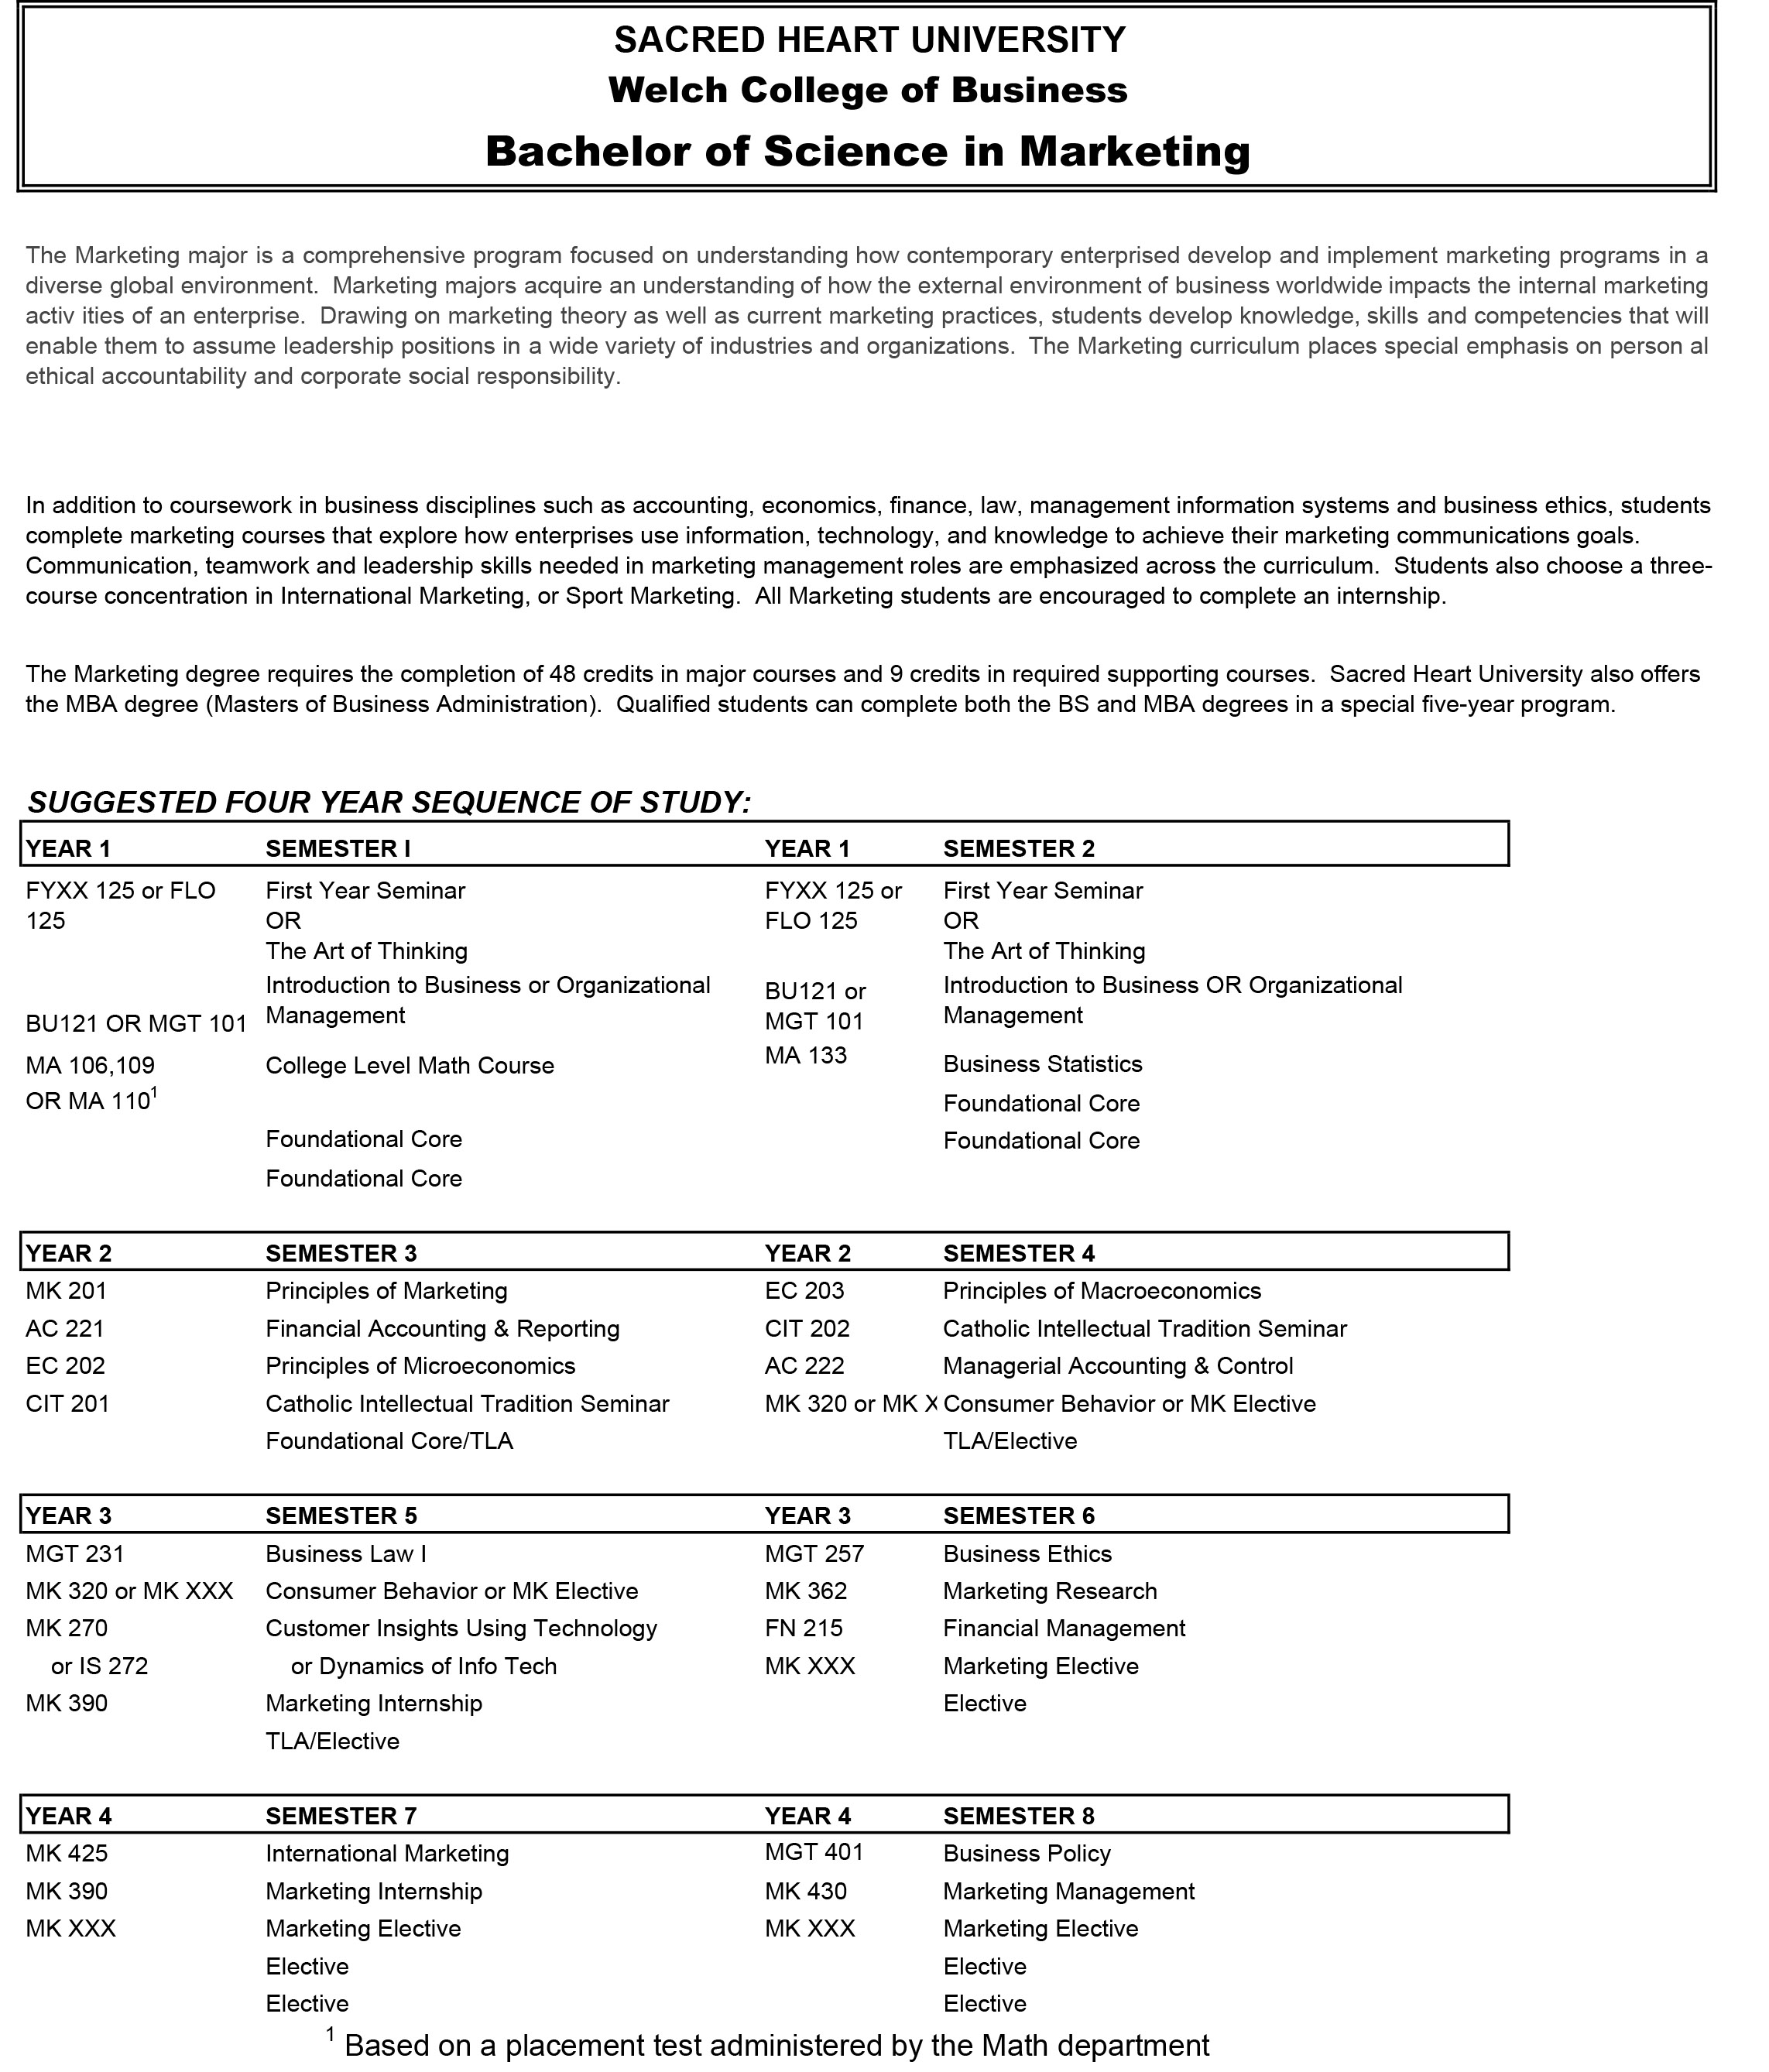 SACRED HEART UNIVERSITY
Welch College of Business
Bachelor of Science in Marketing
The Marketing major is a comprehensive program focused on understanding how contemporary enterprised develop and implement marketing programs in a
diverse global environment.  Marketing majors acquire an understanding of how the external environment of business worldwide impacts the internal marketing
activ ities of an enterprise.  Drawing on marketing theory as well as current marketing practices, students develop knowledge, skills and competencies that will
enable them to assume leadership positions in a wide variety of industries and organizations.  The Marketing curriculum places special emphasis on person al
ethical accountability and corporate social responsibility.
In addition to coursework in business disciplines such as accounting, economics, finance, law, management information systems and business ethics, students
complete marketing courses that explore how enterprises use information, technology, and knowledge to achieve their marketing communications goals.
Communication, teamwork and leadership skills needed in marketing management roles are emphasized across the curriculum.  Students also choose a three-
course concentration in International Marketing, or Sport Marketing.  All Marketing students are encouraged to complete an internship.
The Marketing degree requires the completion of 48 credits in major courses and 9 credits in required supporting courses.  Sacred Heart University also offers
the MBA degree (Masters of Business Administration).  Qualified students can complete both the BS and MBA degrees in a special five-year program.
SUGGESTED FOUR YEAR SEQUENCE OF STUDY:
YEAR 1 SEMESTER I YEAR 1 SEMESTER 2
FYXX 125 or FLO First Year Seminar FYXX 125 or First Year Seminar
125 OR FLO 125 OR
The Art of Thinking The Art of Thinking
Introduction to Business or Organizational BU121 or Introduction to Business OR Organizational
BU121 OR MGT 101 Management MGT 101 Management
MA 106,109 College Level Math Course MA 133 Business Statistics
OR MA 110¹ Foundational Core
Foundational Core Foundational Core
Foundational Core
YEAR 2 SEMESTER 3 YEAR 2 SEMESTER 4
MK 201 Principles of Marketing EC 203 Principles of Macroeconomics
AC 221 Financial Accounting & Reporting CIT 202 Catholic Intellectual Tradition Seminar
EC 202 Principles of Microeconomics AC 222 Managerial Accounting & Control
CIT 201 Catholic Intellectual Tradition Seminar MK 320 or MK X Consumer Behavior or MK Elective
Foundational Core/TLA TLA/Elective
YEAR 3 SEMESTER 5 YEAR 3 SEMESTER 6
MGT 231 Business Law I MGT 257 Business Ethics
MK 320 or MK XXX Consumer Behavior or MK Elective MK 362 Marketing Research
MK 270 Customer Insights Using Technology FN 215 Financial Management
or IS 272 or Dynamics of Info Tech MK XXX Marketing Elective
MK 390 Marketing Internship Elective
TLA/Elective
YEAR 4 SEMESTER 7 YEAR 4 SEMESTER 8
MK 425 International Marketing MGT 401 Business Policy
MK 390 Marketing Internship MK 430 Marketing Management
MK XXX Marketing Elective MK XXX Marketing Elective
Elective Elective
Elective Elective
¹ Based on a placement test administered by the Math department